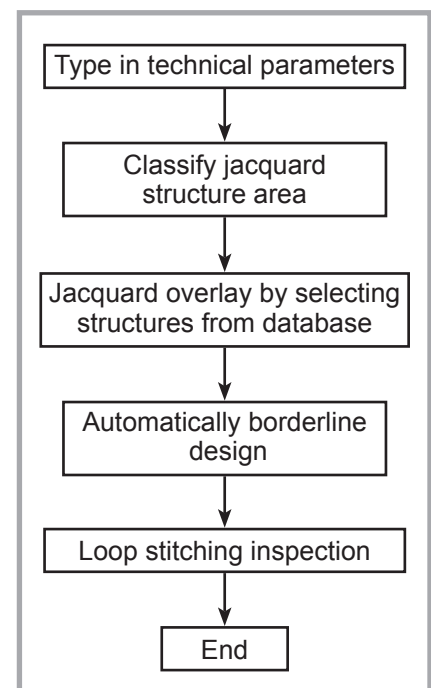 Type in technical parameters
Classify jacquard
structure area
Jacquard overlay by selecting
structures from database
Automatically borderline
design
Loop stitching inspection
End